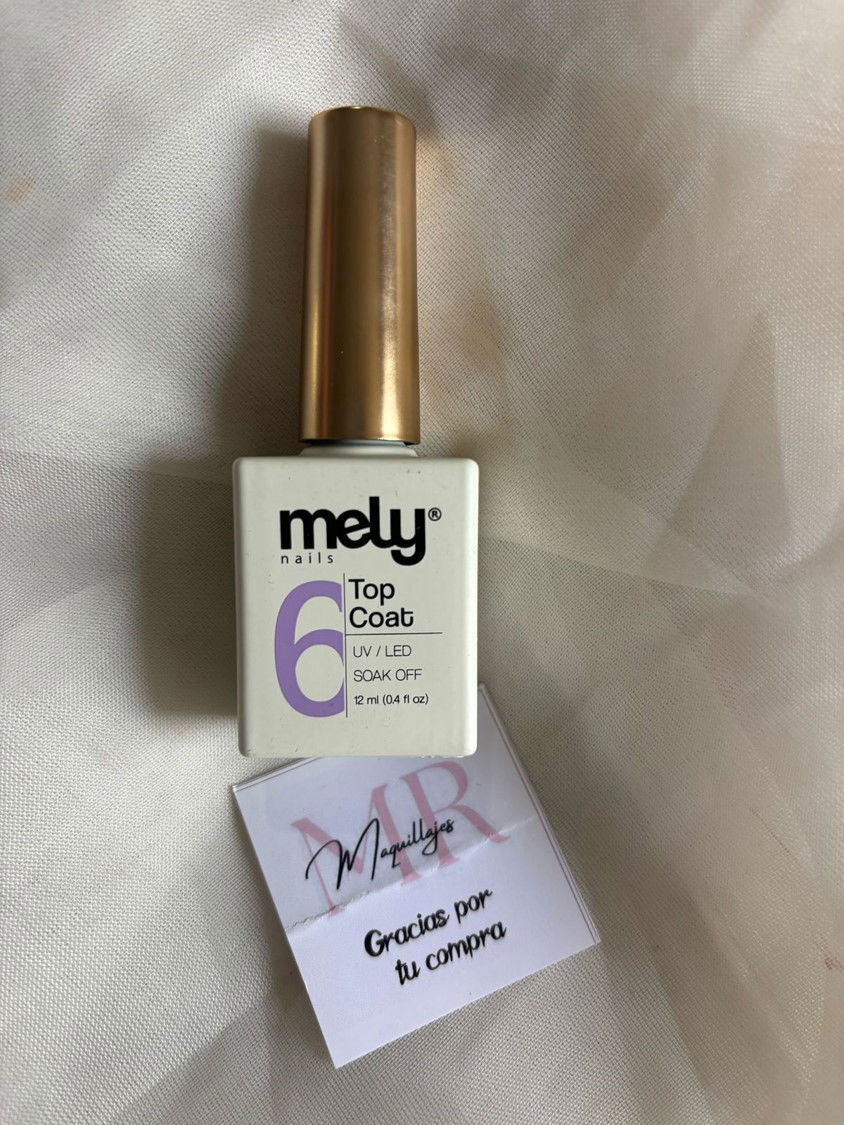 mely®
nails
6
Top
Coat
UV / LED
SOAK OFF
12 ml (0.4 fl oz)
MR
Maquillajes
Gracias por
tu compra